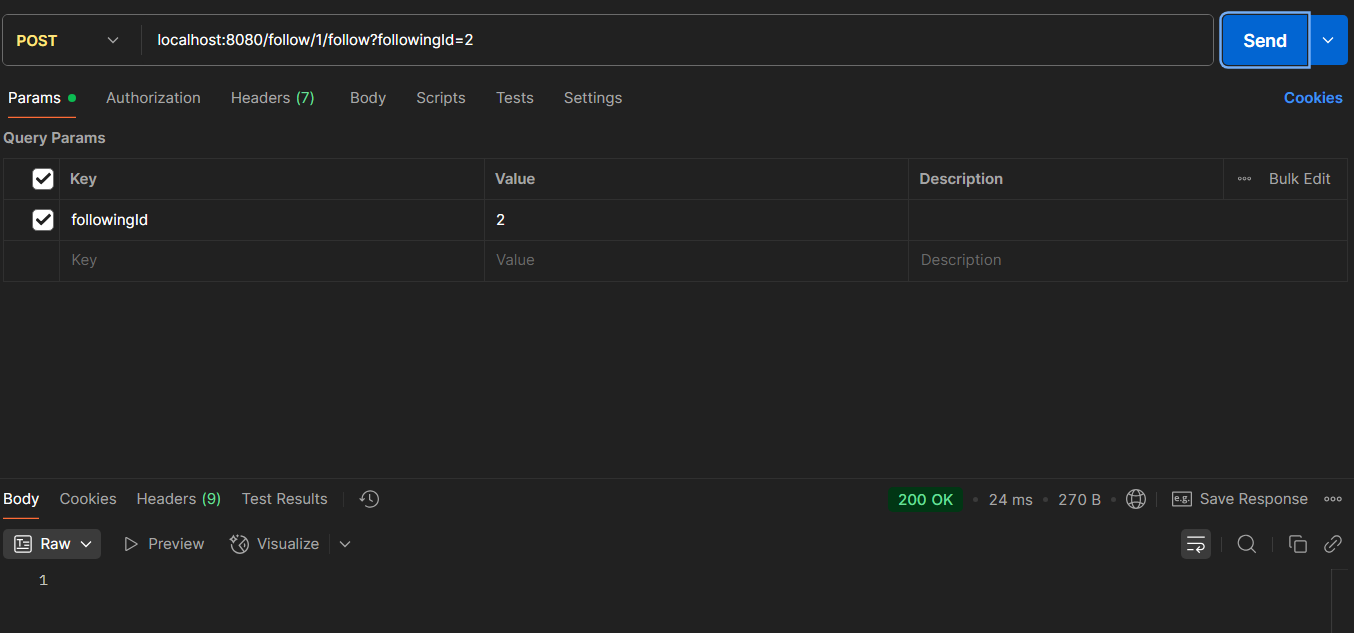 POST localhost:8080/follow/1/follow?followingId=2 Send
Params Authorization Headers (7) Body Scripts Tests Settings Cookies
Query Params
Key Value Description Bulk Edit
followingId 2
Key Value Description
Body Cookies Headers (9) Test Results 200 OK 24 ms 270 B e.g. Save Response
Raw Preview Visualize
1